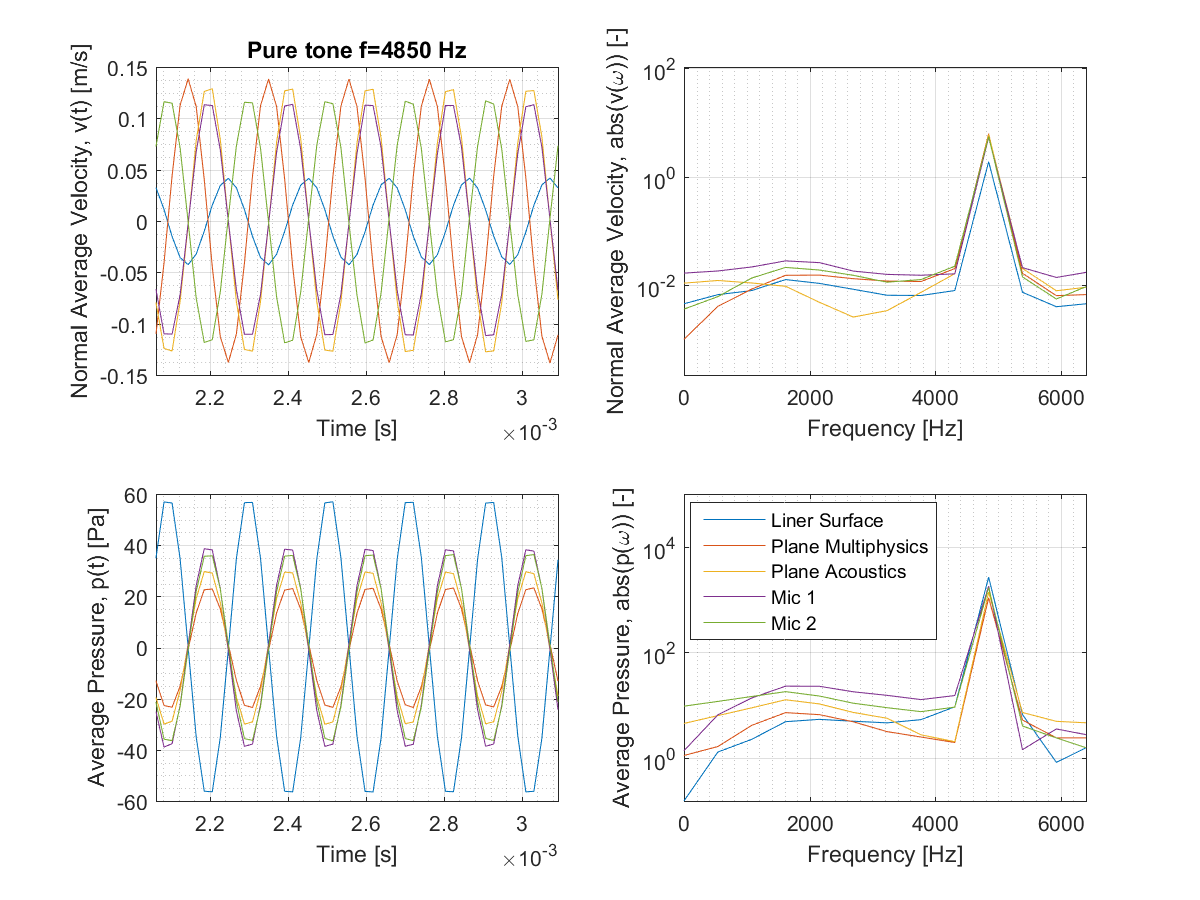 Pure tone f=4850 Hz
Normal Average Velocity, v(t) [m/s]
0.15
0.1
0.05
0
-0.05
-0.1
-0.15
2.2 2.4 2.6 2.8 3
Time [s]
×10-3
Normal Average Velocity, abs(v(ω)) [-]
102
100
10-2
0 2000 4000 6000
Frequency [Hz]
Average Pressure, p(t) [Pa]
60
40
20
0
-20
-40
-60
2.2 2.4 2.6 2.8 3
Time [s]
×10-3
Average Pressure, abs(p(ω)) [-]
104
102
100
Liner Surface
Plane Multiphysics
Plane Acoustics
Mic 1
Mic 2
0 2000 4000 6000
Frequency [Hz]